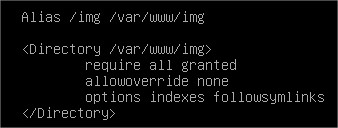 Alias /img /var/www/img
<Directory /var/www/img>
require all granted
allowoverride none
options indexes followsymlinks
</Directory>